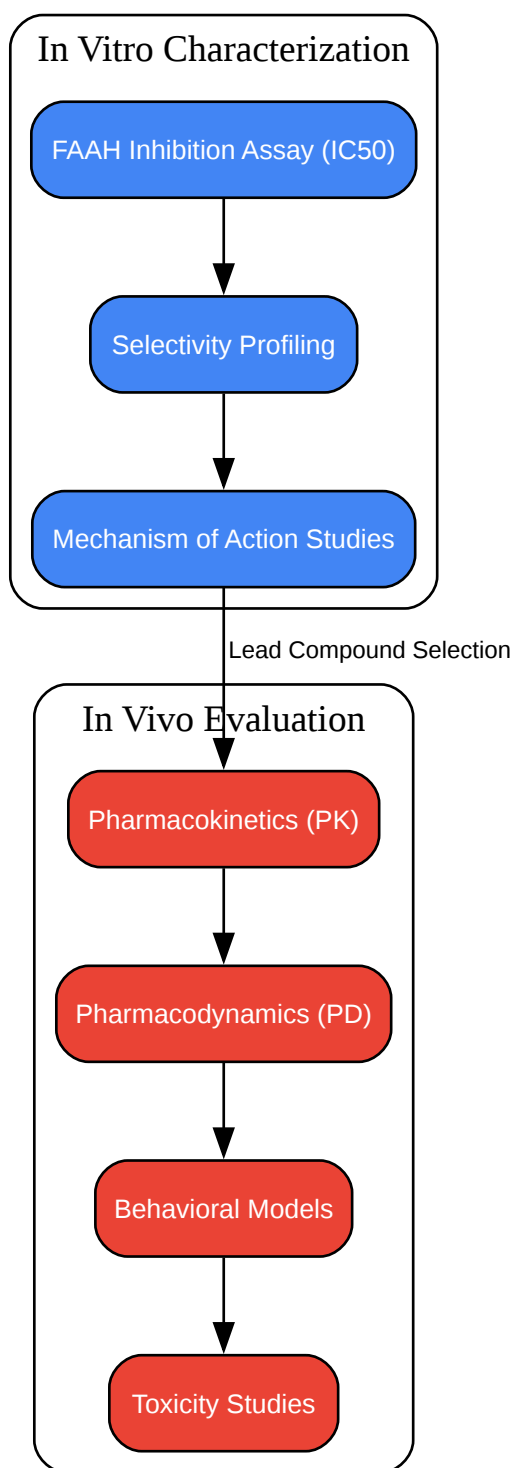 In Vitro Characterization
FAAH Inhibition Assay (IC50)
Selectivity Profiling
Mechanism of Action Studies
Lead Compound Selection
In Vivo Evaluation
Pharmacokinetics (PK)
Pharmacodynamics (PD)
Behavioral Models
Toxicity Studies